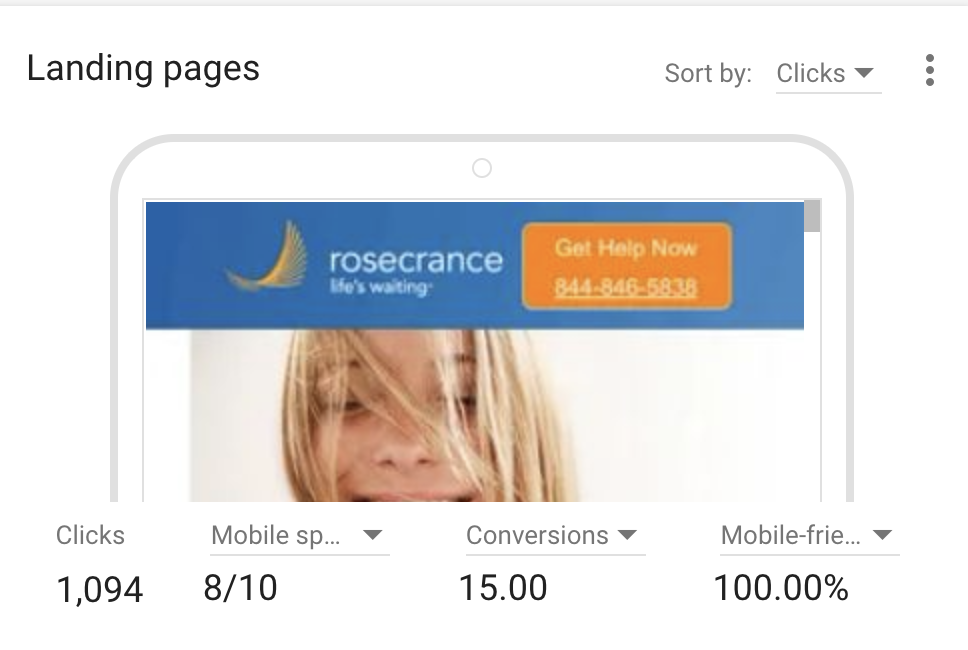 Landing pages
Sort by: Clicks
rosecrance
life's waiting
Get Help Now
844-846-5838
Clicks Mobile sp... Conversions Mobile-frie...
1,094 8/10 15.00 100.00%